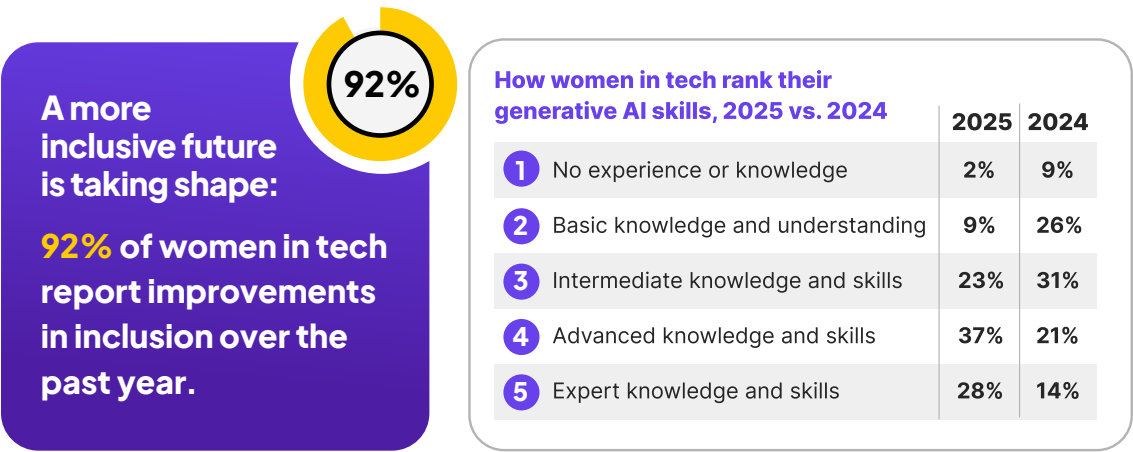 92%
A more
inclusive future
is taking shape:
92% of women in tech
report improvements
in inclusion over the
past year.
How women in tech rank their
generative AI skills, 2025 vs. 2024
2025 2024
1 No experience or knowledge 2% 9%
2 Basic knowledge and understanding 9% 26%
3 Intermediate knowledge and skills 23% 31%
4 Advanced knowledge and skills 37% 21%
5 Expert knowledge and skills 28% 14%